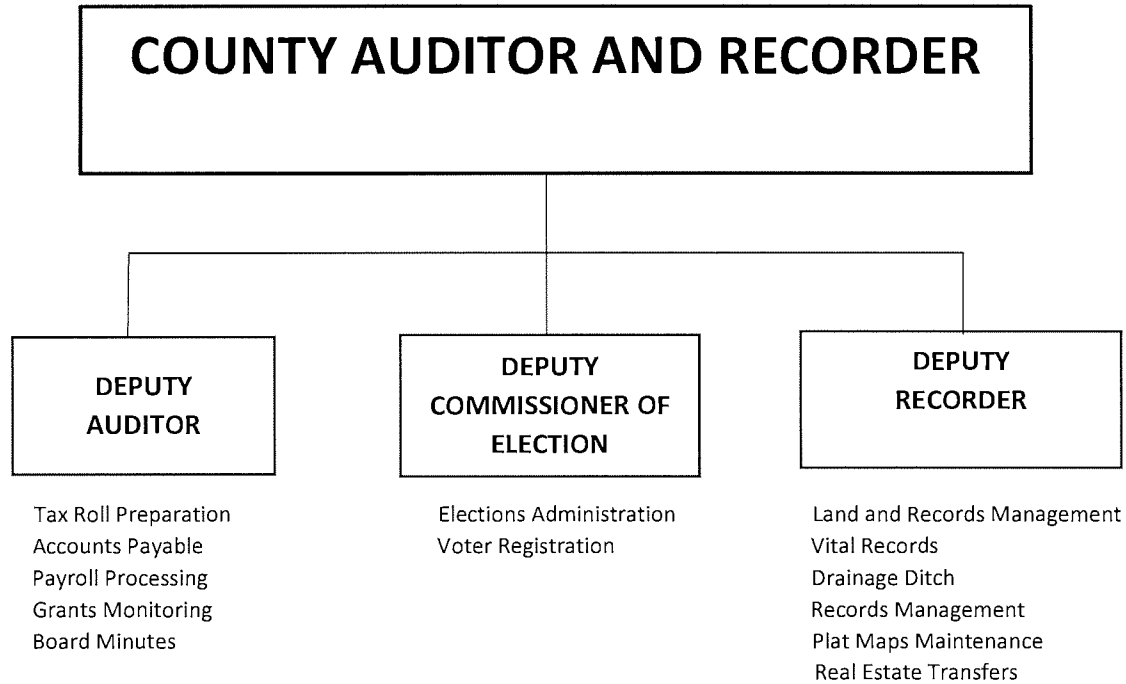 COUNTY AUDITOR AND RECORDER
DEPUTY
AUDITOR
Tax Roll Preparation
Accounts Payable
Payroll Processing
Grants Monitoring
Board Minutes
DEPUTY
COMMISSIONER OF
ELECTION
Elections Administration
Voter Registration
DEPUTY
RECORDER
Land and Records Management
Vital Records
Drainage Ditch
Records Management
Plat Maps Maintenance
Real Estate Transfers